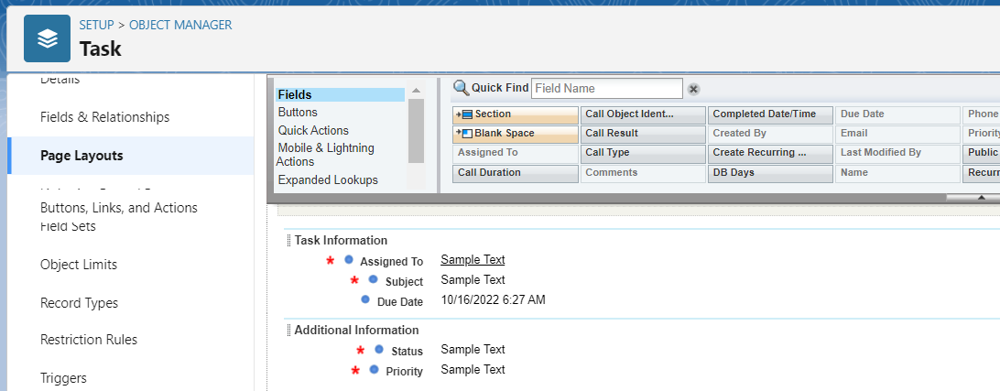 SETUP > OBJECT MANAGER
Task
Details
Fields & Relationships
Page Layouts
Buttons, Links, and Actions
Field Sets
Object Limits
Record Types
Restriction Rules
Triggers
Fields
Buttons
Quick Actions
Mobile & Lightning
Actions
Expanded Lookups
Quick Find Field Name
Section Call Object Ident... Completed Date/Time Due Date Phone
Blank Space Call Result Created By Email Priority
Assigned To Call Type Create Recurring ... Last Modified By Public
Call Duration Comments DB Days Name Recurr
Task Information
* Assigned To Sample Text
* Subject Sample Text
Due Date 10/16/2022 6:27 AM
Additional Information
* Status Sample Text
* Priority Sample Text